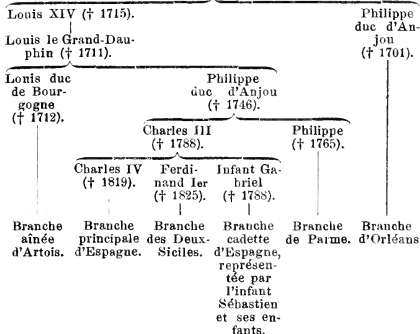 Louis XIV († 1715).
Louis le Grand-Dau-
phin († 1711).
Philippe
duc d'An-
jou
(† 1701).
Louis duc
de Bour-
gogne
(† 1712).
Philippe
duc d'Anjou
(† 1746).
Charles III
(† 1788).
Philippe
(† 1765).
Charles IV
(† 1819).
Ferdi-
nand Ier
(† 1825).
Infant Ga-
briel
(† 1788).
Branche
aînée
d'Artois.
Branche
principale
d'Espagne.
Branche
des Deux-
Siciles.
Branche
cadette
d'Espagne,
représen-
tée par
l'infant
Sébastien
et ses en-
fants.
Branche
de Parme.
Branche
d'Orléans